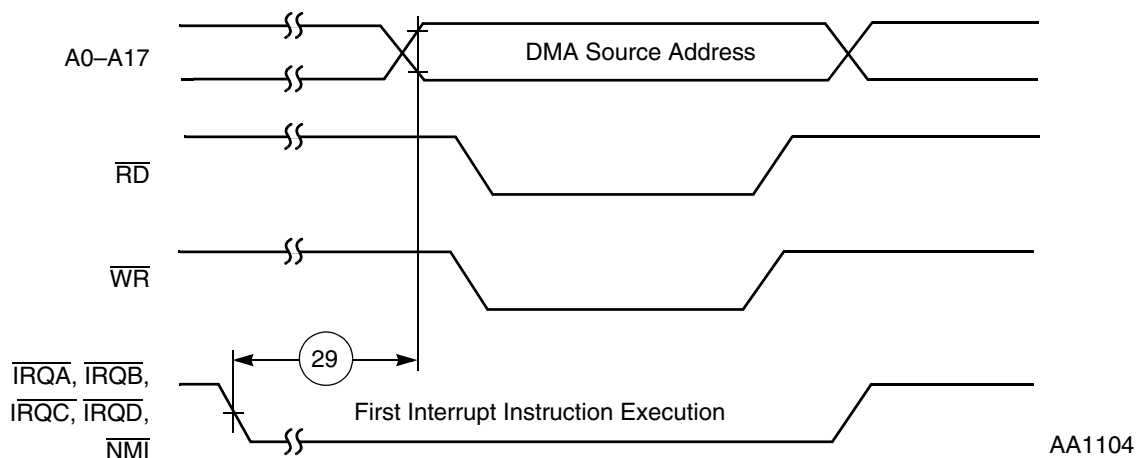 A0–A17
DMA Source Address
RD
WR
29
IRQA, IRQB,
IRQC, IRQD,
NMI
First Interrupt Instruction Execution
AA1104